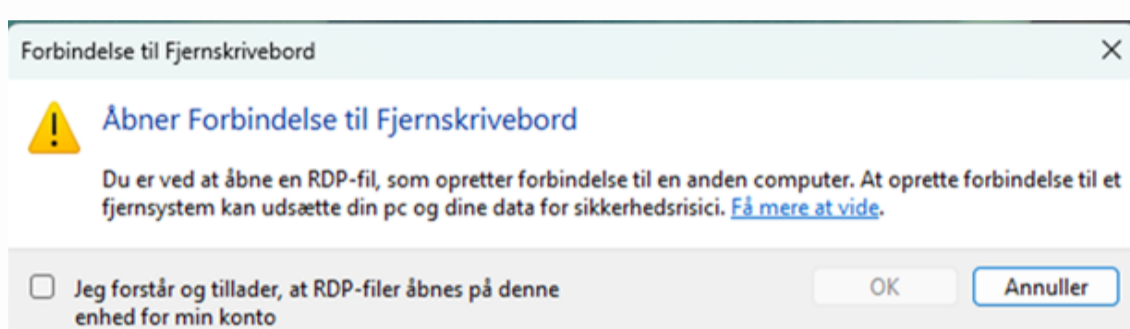 Forbindelse til Fjernskrivebord
Åbner Forbindelse til Fjernskrivebord
Du er ved at åbne en RDP-fil, som opretter forbindelse til en anden computer. At oprette forbindelse til et
fjernsystem kan udsætte din pc og dine data for sikkerhedsrisici. Få mere at vide.
Jeg forstår og tillader, at RDP-filer åbnes på denne
enhed for min konto
OK
Annuller